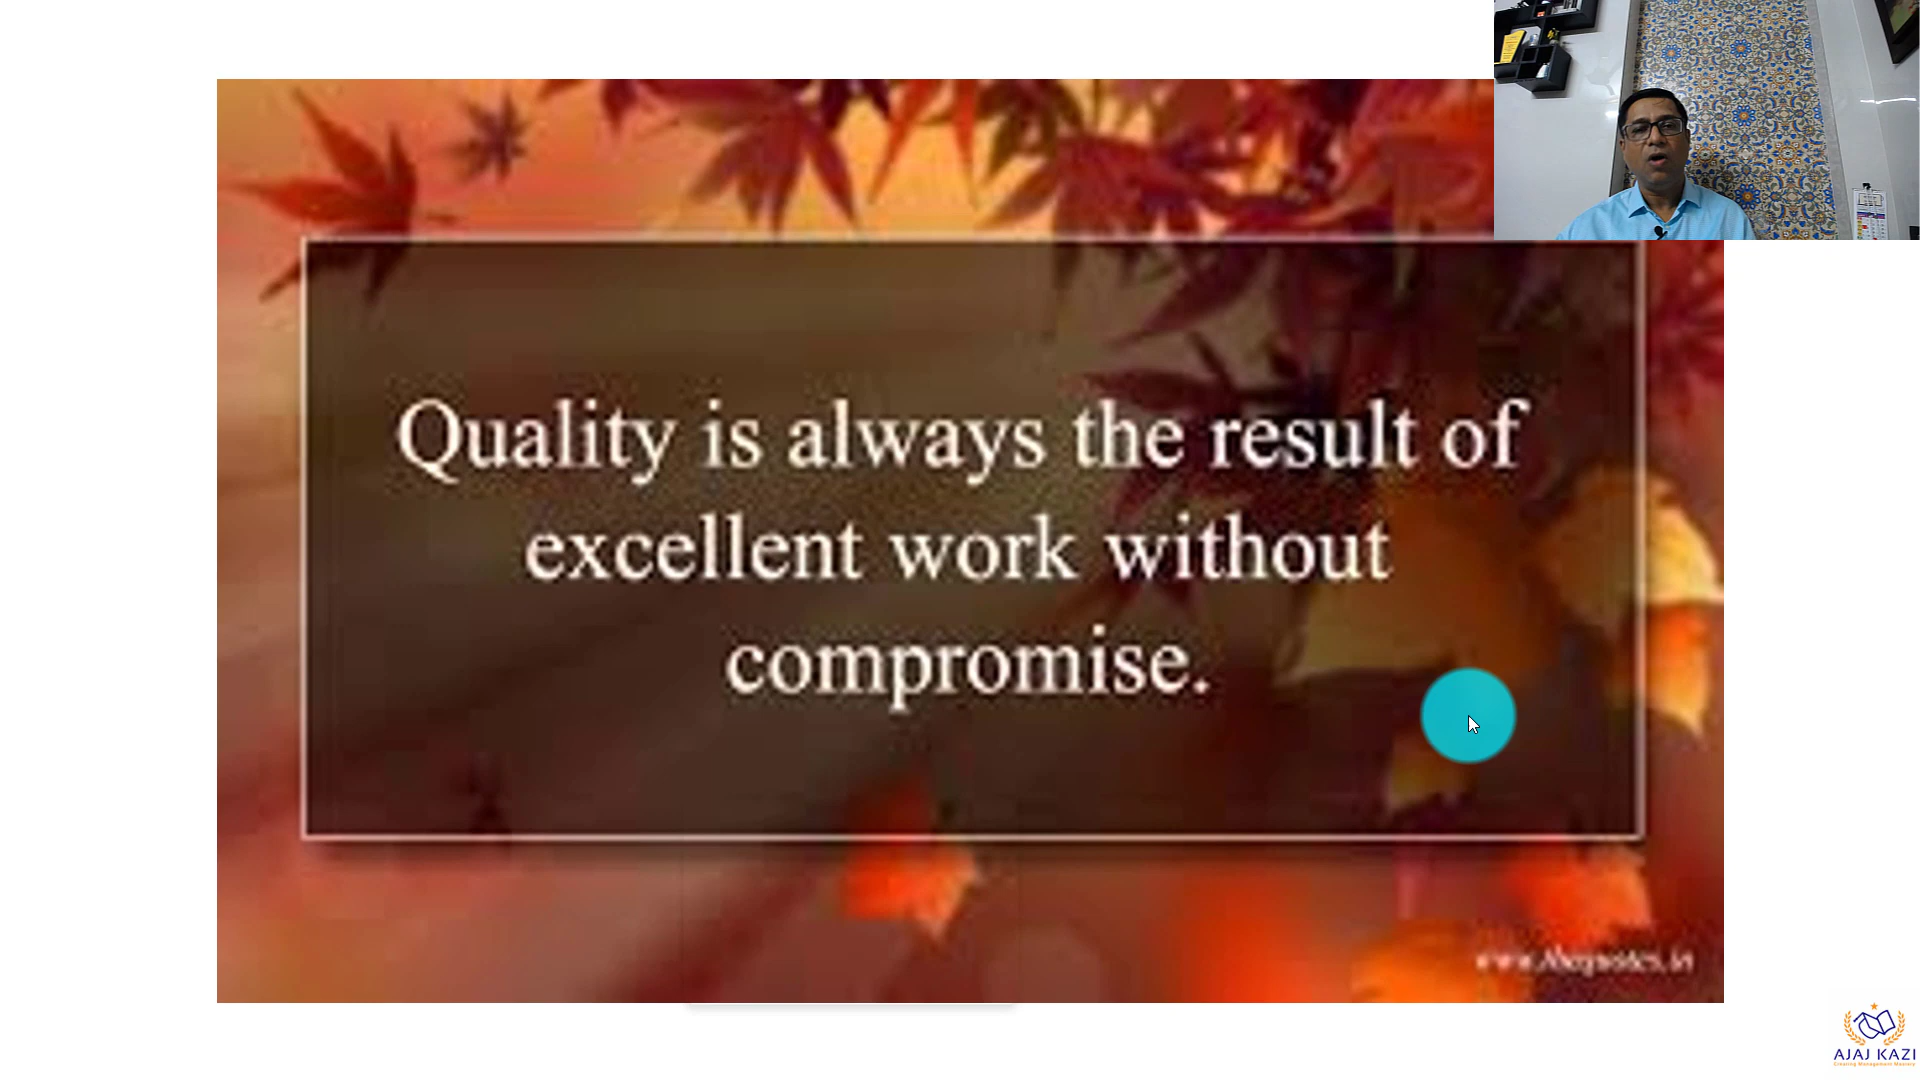 Quality is always the result of
excellent work without
compromise.
AJAJ KAZI